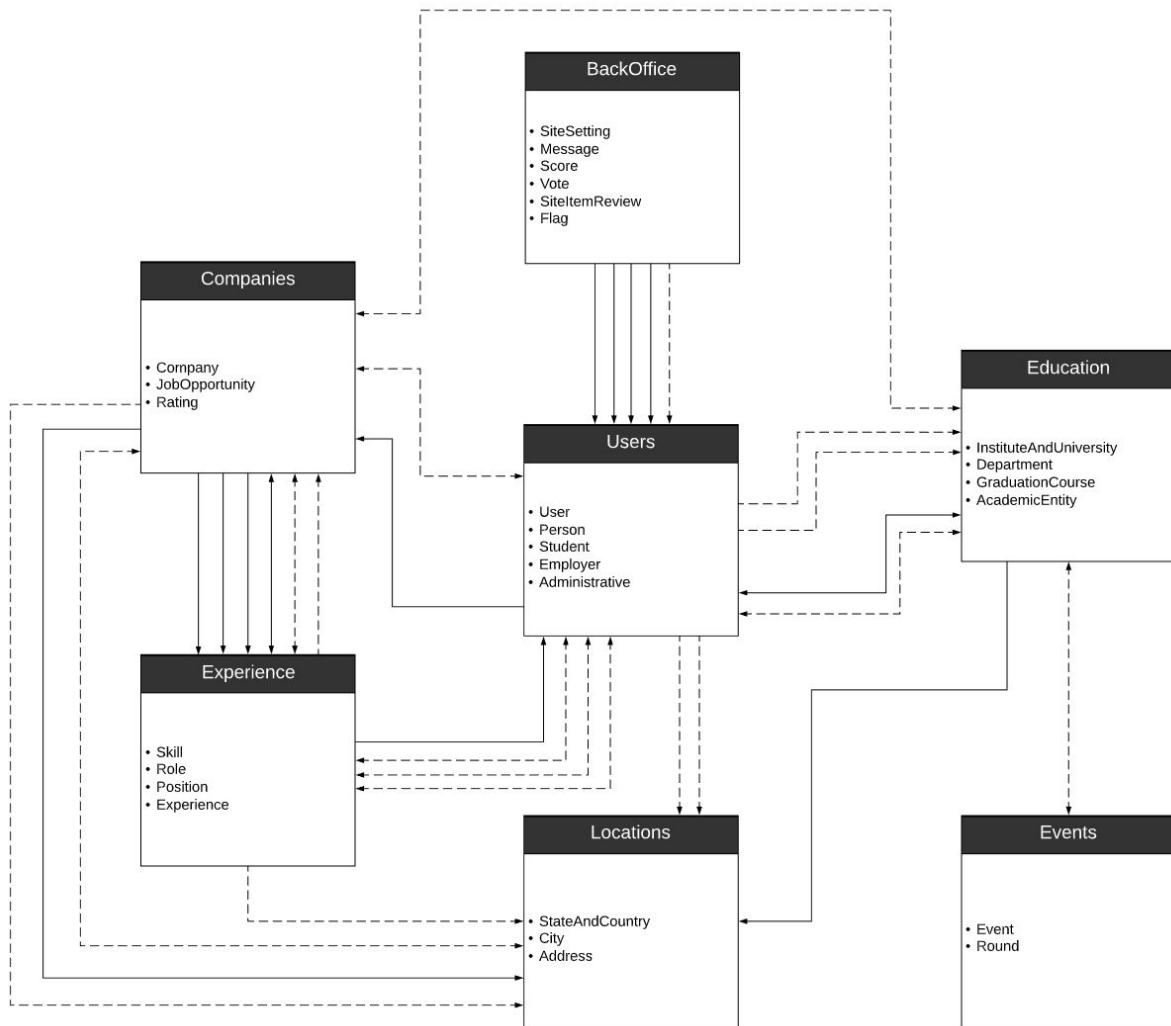 BackOffice
• SiteSetting
• Message
• Score
• Vote
• SiteItemReview
• Flag
Companies
• Company
• JobOpportunity
• Rating
Education
• InstituteAndUniversity
• Department
• GraduationCourse
• AcademicEntity
Users
• User
• Person
• Student
• Employer
• Administrative
Experience
• Skill
• Role
• Position
• Experience
Locations
• StateAndCountry
• City
• Address
Events
• Event
• Round